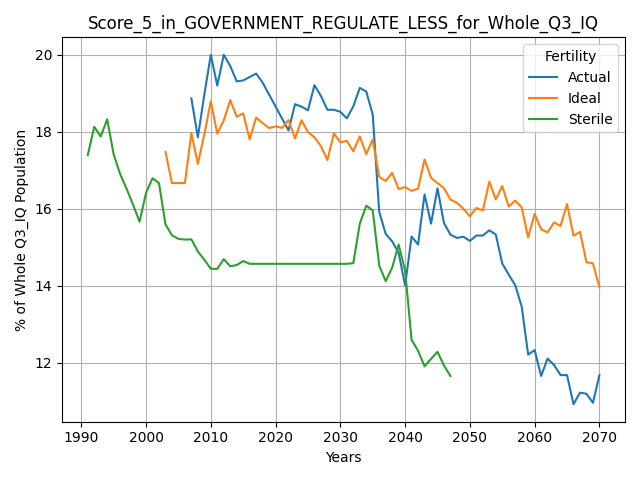 Score_5_in_GOVERNMENT_REGULATE_LESS_for_Whole_Q3_IQ
Fertility
Actual
Ideal
Sterile
% of Whole Q3_IQ Population
20
18
16
14
12
1990 2000 2010 2020 2030 2040 2050 2060 2070
Years